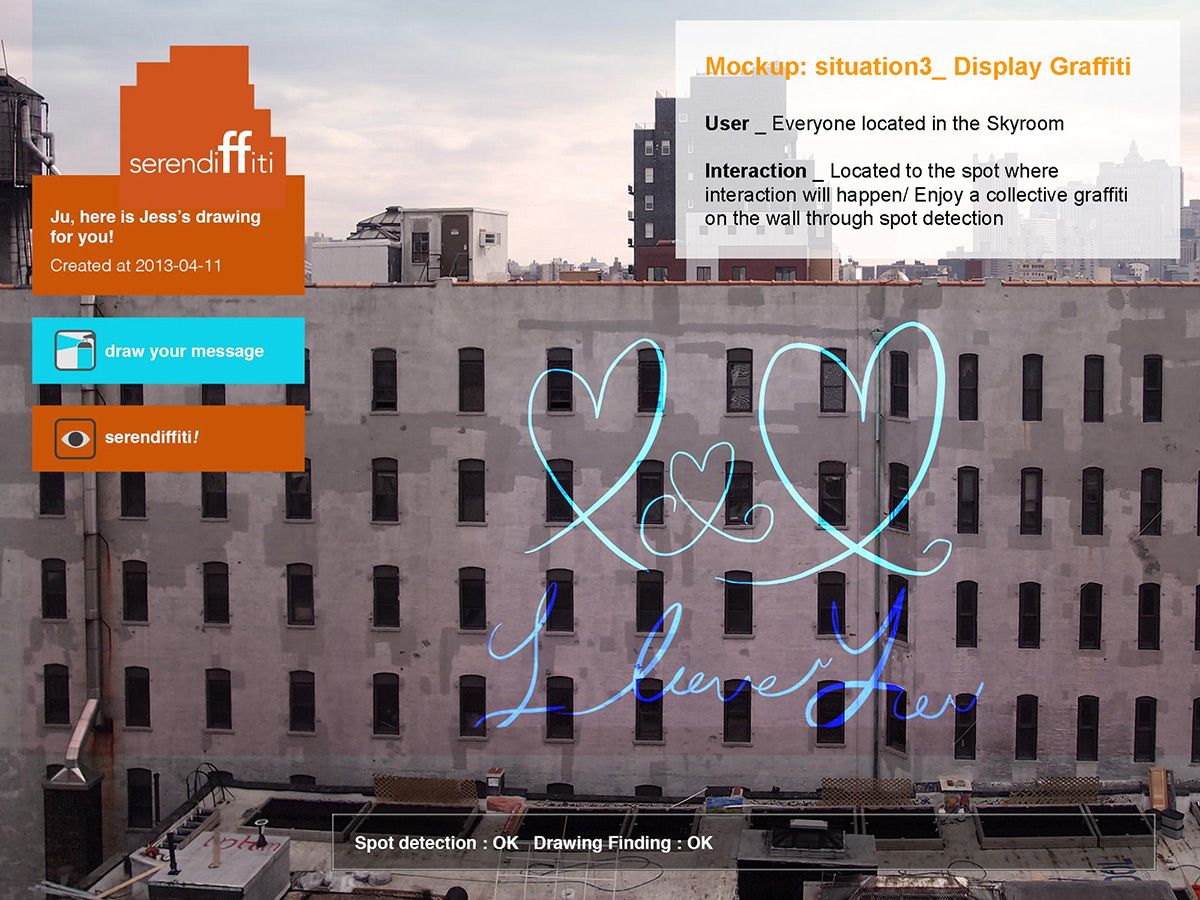 serendiffiti
Ju, here is Jess's drawing
for you!
Created at 2013-04-11
draw your message
serendiffiti!
Mockup: situation3_ Display Graffiti
User _ Everyone located in the Skyroom
Interaction _ Located to the spot where
interaction will happen/ Enjoy a collective graffiti
on the wall through spot detection
I love You
Spot detection : OK Drawing Finding : OK